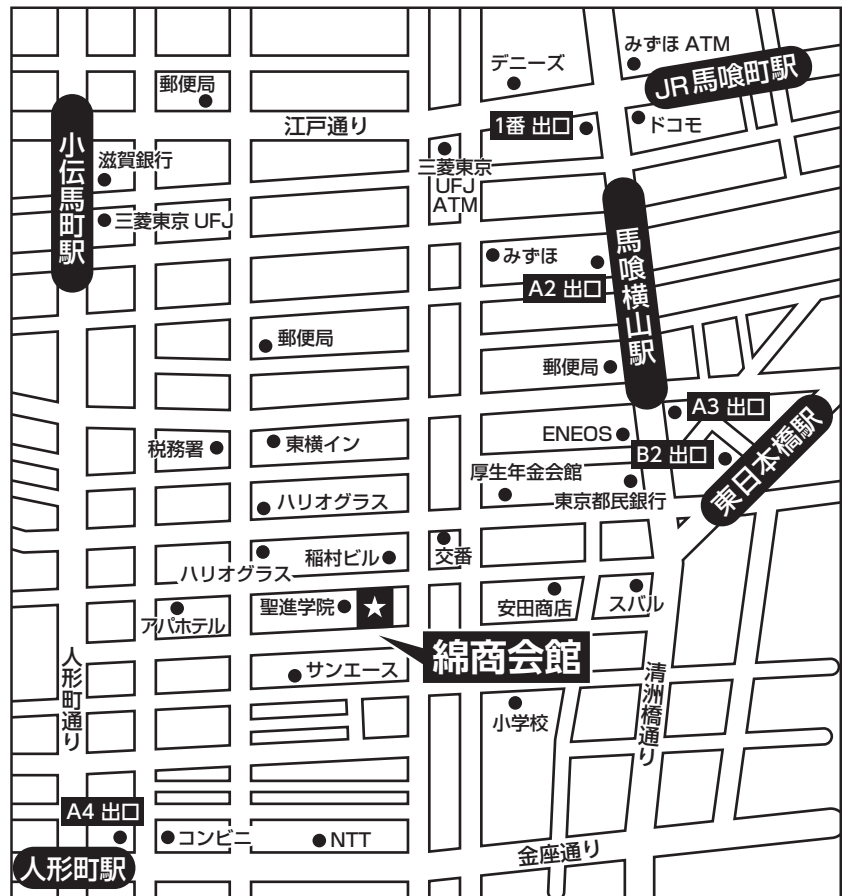 みずほ ATM
デニーズ
JR 馬喰町駅
郵便局
江戸通り
1番 出口
ドコモ
小伝馬町駅
滋賀銀行
三菱東京
UFJ
ATM
三菱東京 UFJ
みずほ
A2 出口
馬喰横山駅
郵便局
郵便局
A3 出口
税務署
東横イン
ENEOS
B2 出口
東日本橋駅
厚生年金会館
東京都民銀行
ハリオグラス
交番
ハリオグラス
稲村ビル
アパホテル
聖進学院
★
安田商店
スバル
綿商会館
人形町通り
サンエース
清洲橋通り
小学校
A4 出口
コンビニ
NTT
金座通り
人形町駅